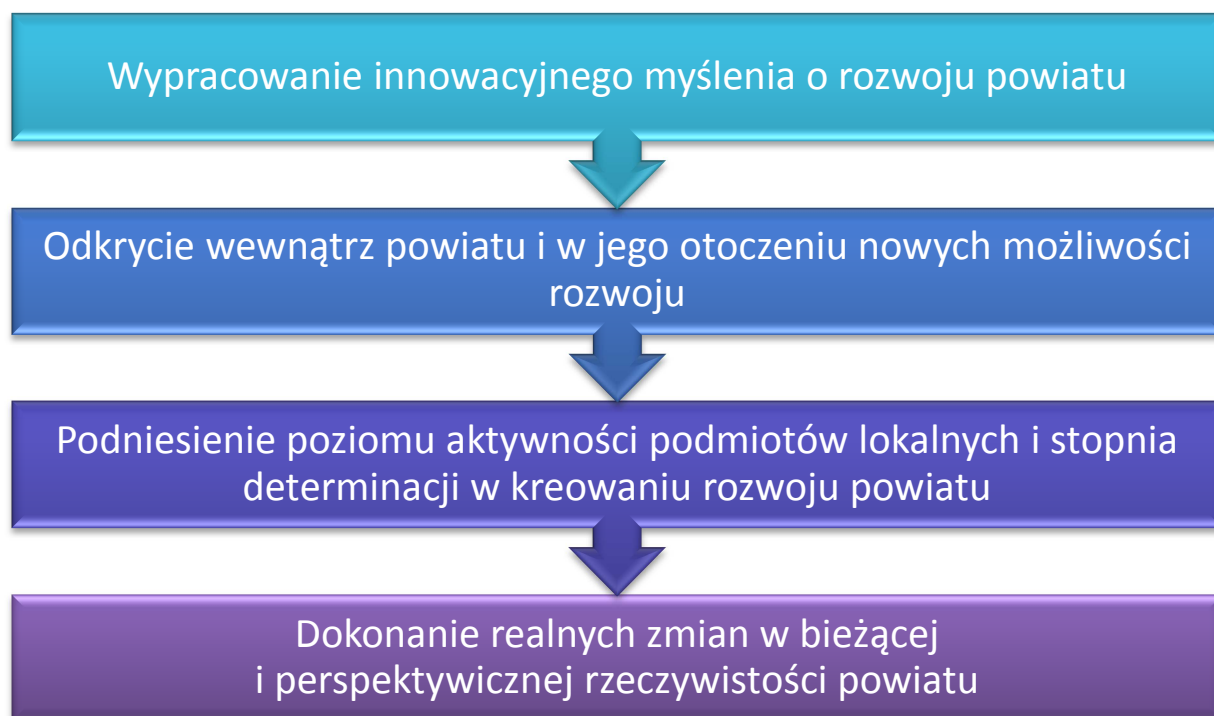 Wypracowanie innowacyjnego myślenia o rozwoju powiatu
Odkrycie wewnątrz powiatu i w jego otoczeniu nowych możliwości
rozwoju
Podniesienie poziomu aktywności podmiotów lokalnych i stopnia
determinacji w kreowaniu rozwoju powiatu
Dokonanie realnych zmian w bieżącej
i perspektywicznej rzeczywistości powiatu